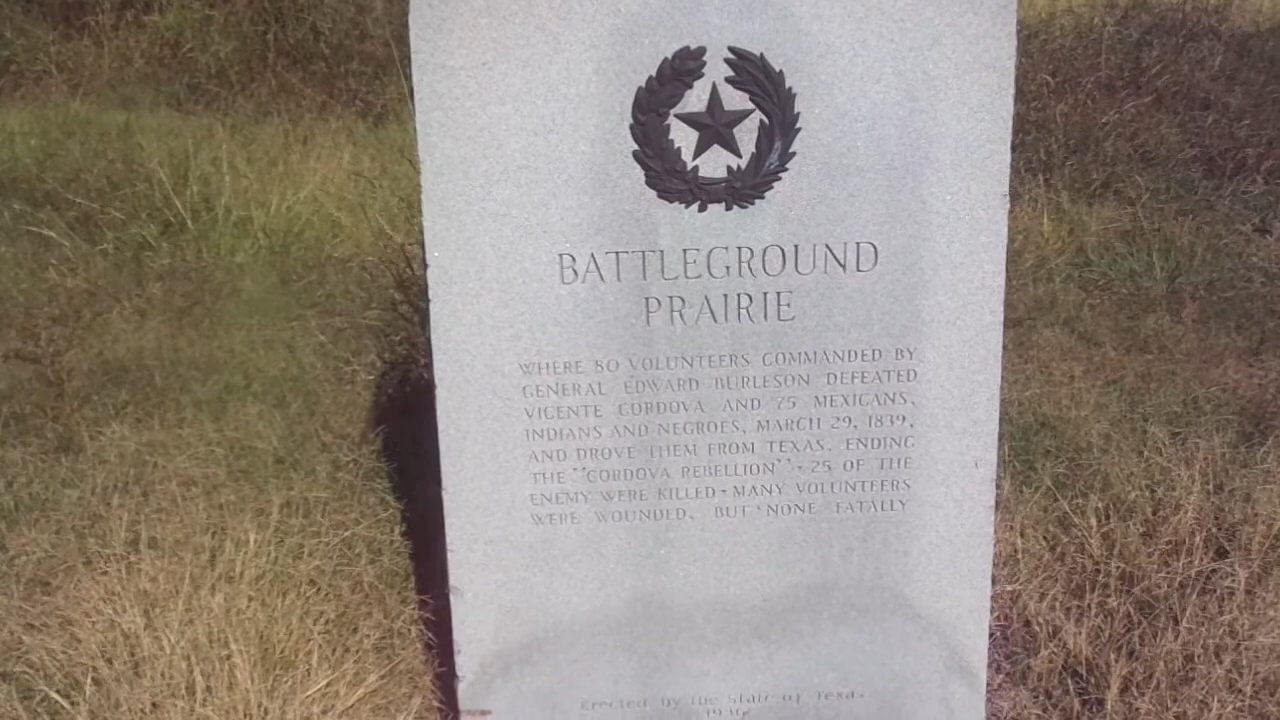 BATTLEGROUND
PRAIRIE
WHERE 80 VOLUNTEERS COMMANDED BY
GENERAL EDWARD BURLESON DEFEATED
VICENTE CORDOVA AND 75 MEXICANS,
INDIANS AND NEGROES, MARCH 29, 1839,
AND DROVE THEM FROM TEXAS, ENDING
THE "CORDOVA REBELLION" · 25 OF THE
ENEMY WERE KILLED - MANY VOLUNTEERS
WERE WOUNDED, BUT NONE FATALLY
Erected by the State of Texas
1936